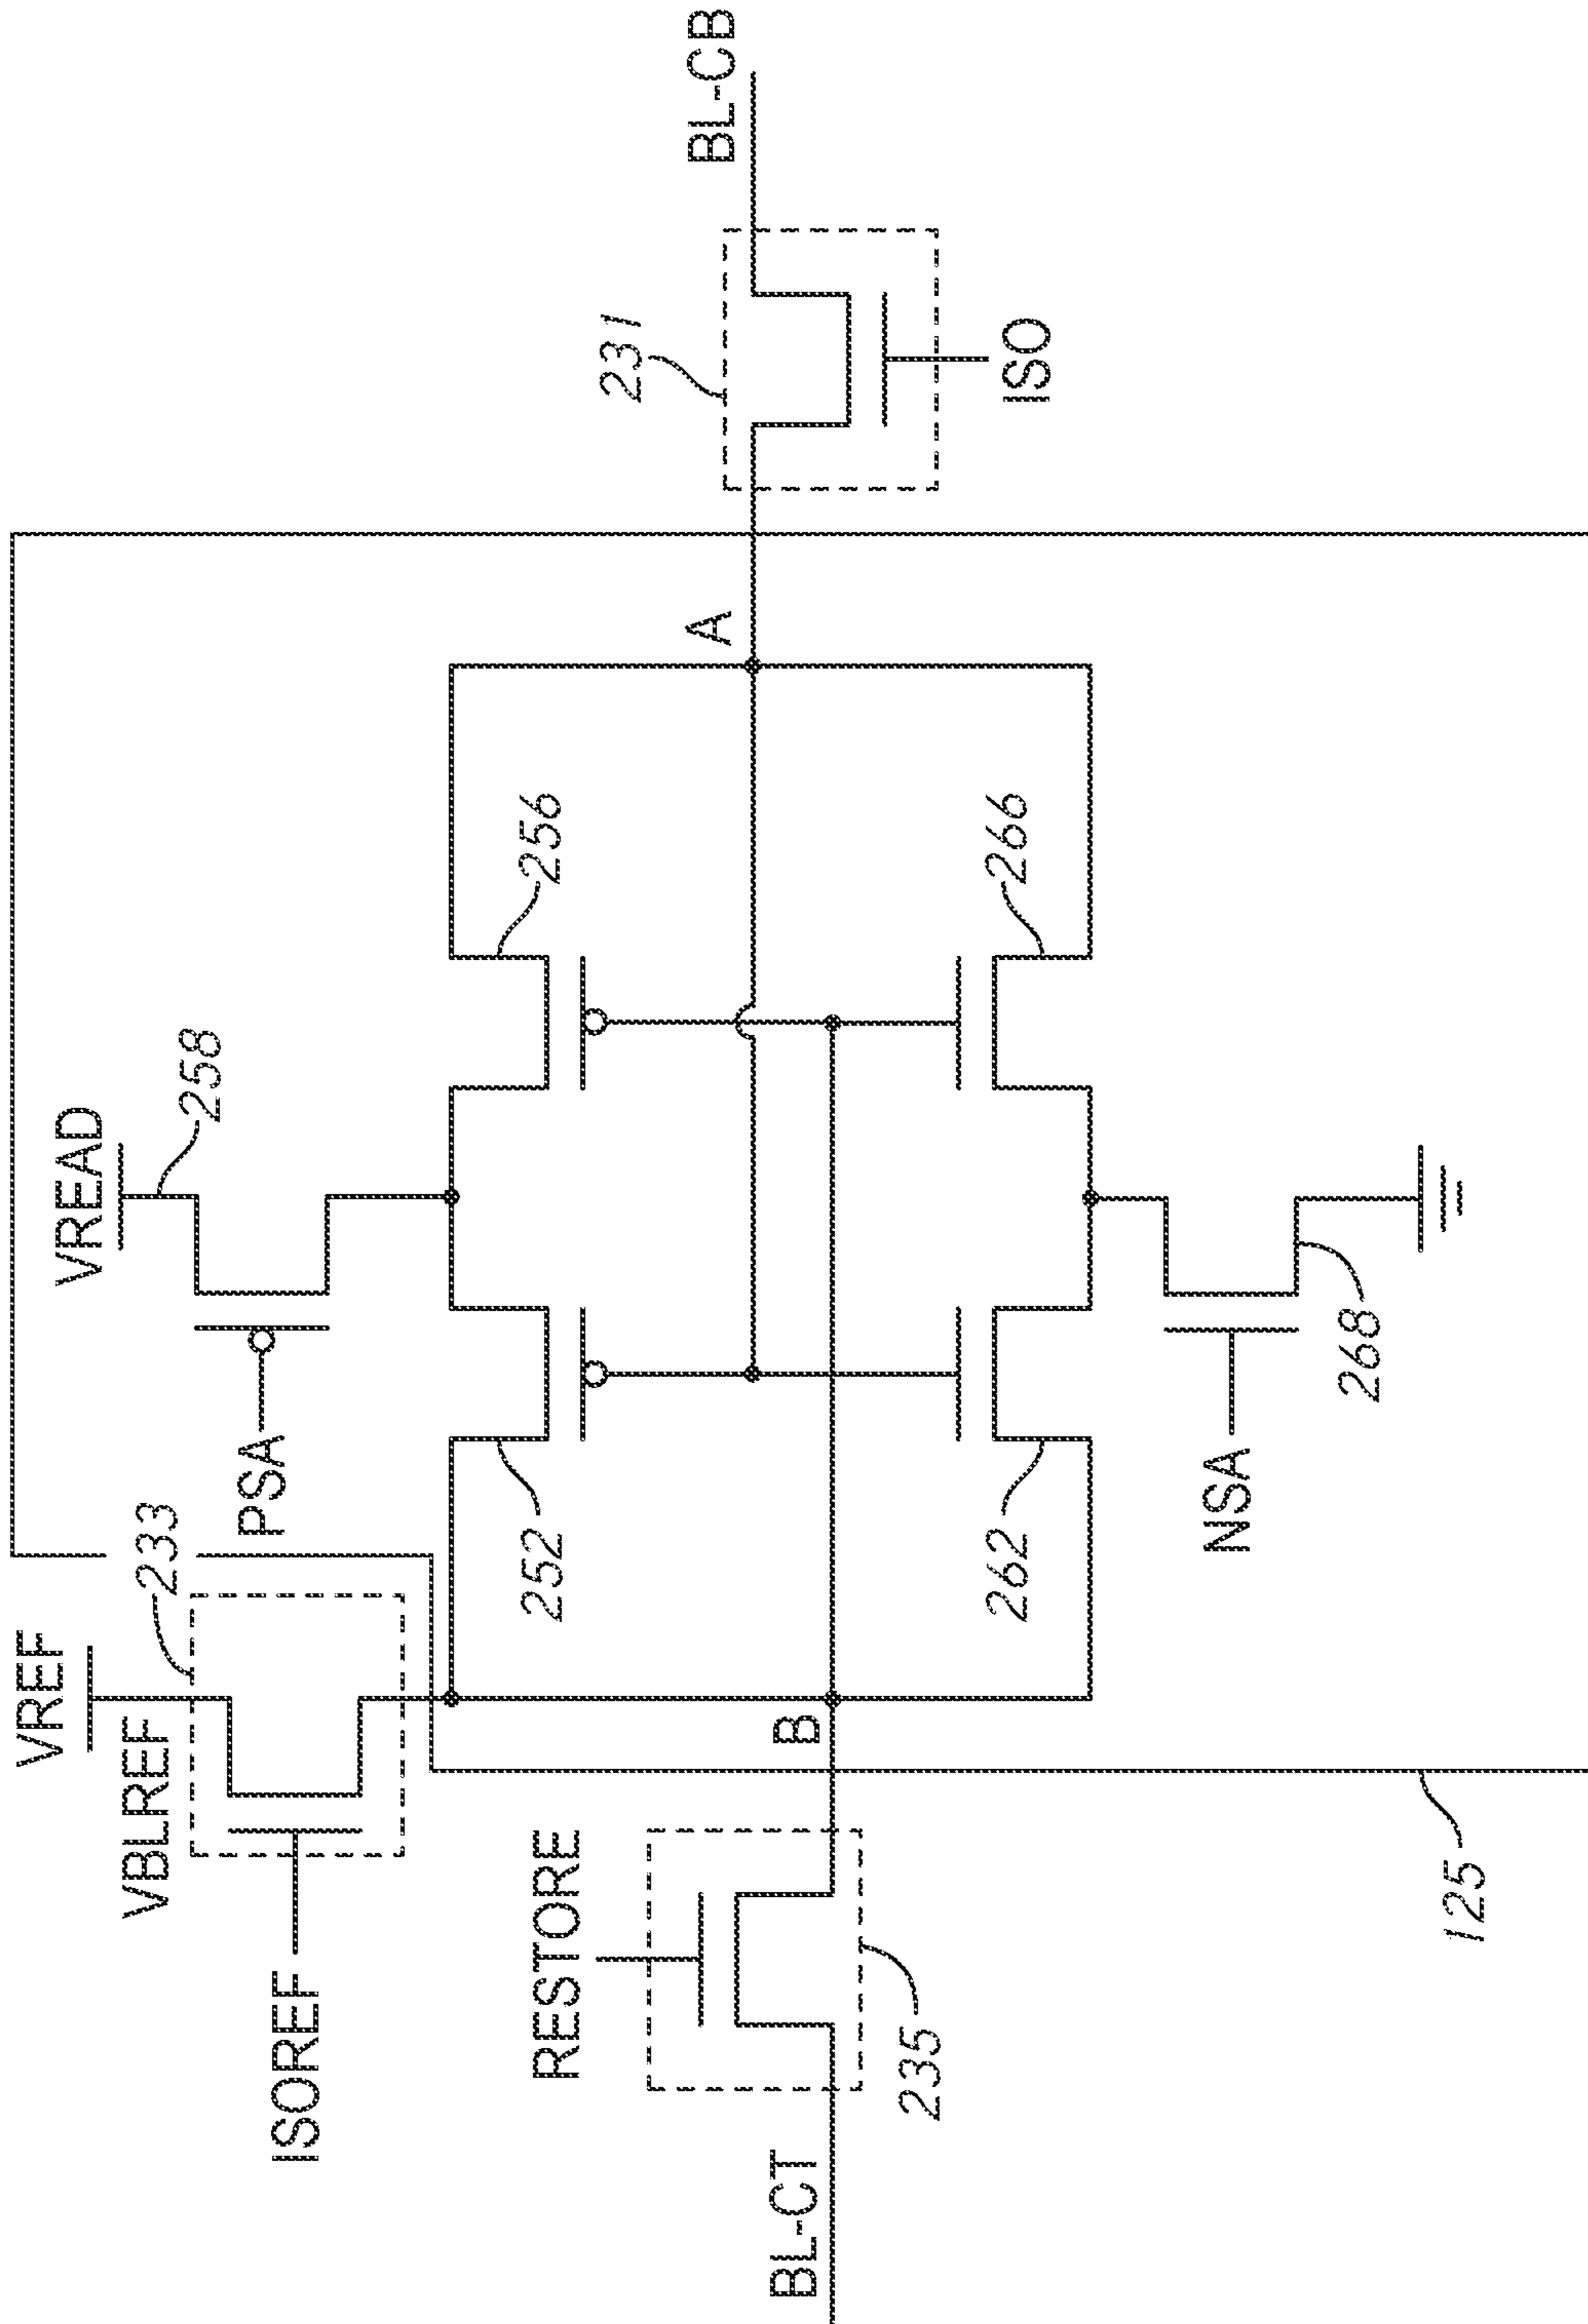 VREF
VBLREF
233
ISOREF
VREAD
258
PSA
252
256
RESTORE
235
BL-CT
B
A
231
BL-CB
ISO
262
266
NSA
268
125